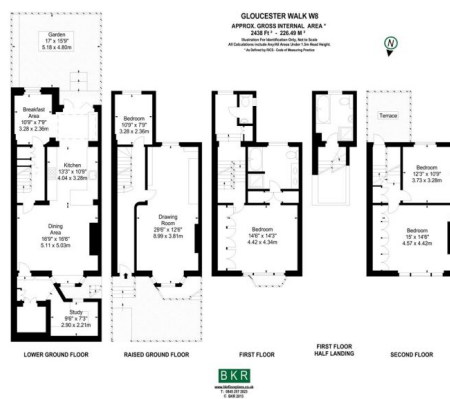 GLOUCESTER WALK W8
APPROX. GROSS INTERNAL AREA *
2438 Ft² - 226.49 M²
Illustration For Identification Only, Not to Scale
All Calculations Include Any/All Areas Under 1.5m Head Height
* As Defined by RICS - Code of Measuring Practice
N
Garden
17' x 15'9"
5.18 x 4.80m
Breakfast
Area
10'9" x 7'9"
3.28 x 2.36m
Kitchen
13'3" x 10'9"
4.04 x 3.28m
Dining
Area
16'9" x 16'6"
5.11 x 5.03m
Study
9'6" x 7'3"
2.90 x 2.21m
LOWER GROUND FLOOR
Bedroom
10'9" x 7'9"
3.28 x 2.36m
Drawing
Room
29'6" x 12'6"
8.99 x 3.81m
RAISED GROUND FLOOR
Bedroom
14'6" x 14'3"
4.42 x 4.34m
FIRST FLOOR
FIRST FLOOR
HALF LANDING
Terrace
Bedroom
12'3" x 10'9"
3.73 x 3.28m
Bedroom
15' x 14'6"
4.57 x 4.42m
SECOND FLOOR
BKR
www.bkrfloorplans.co.uk
© BKR 2013